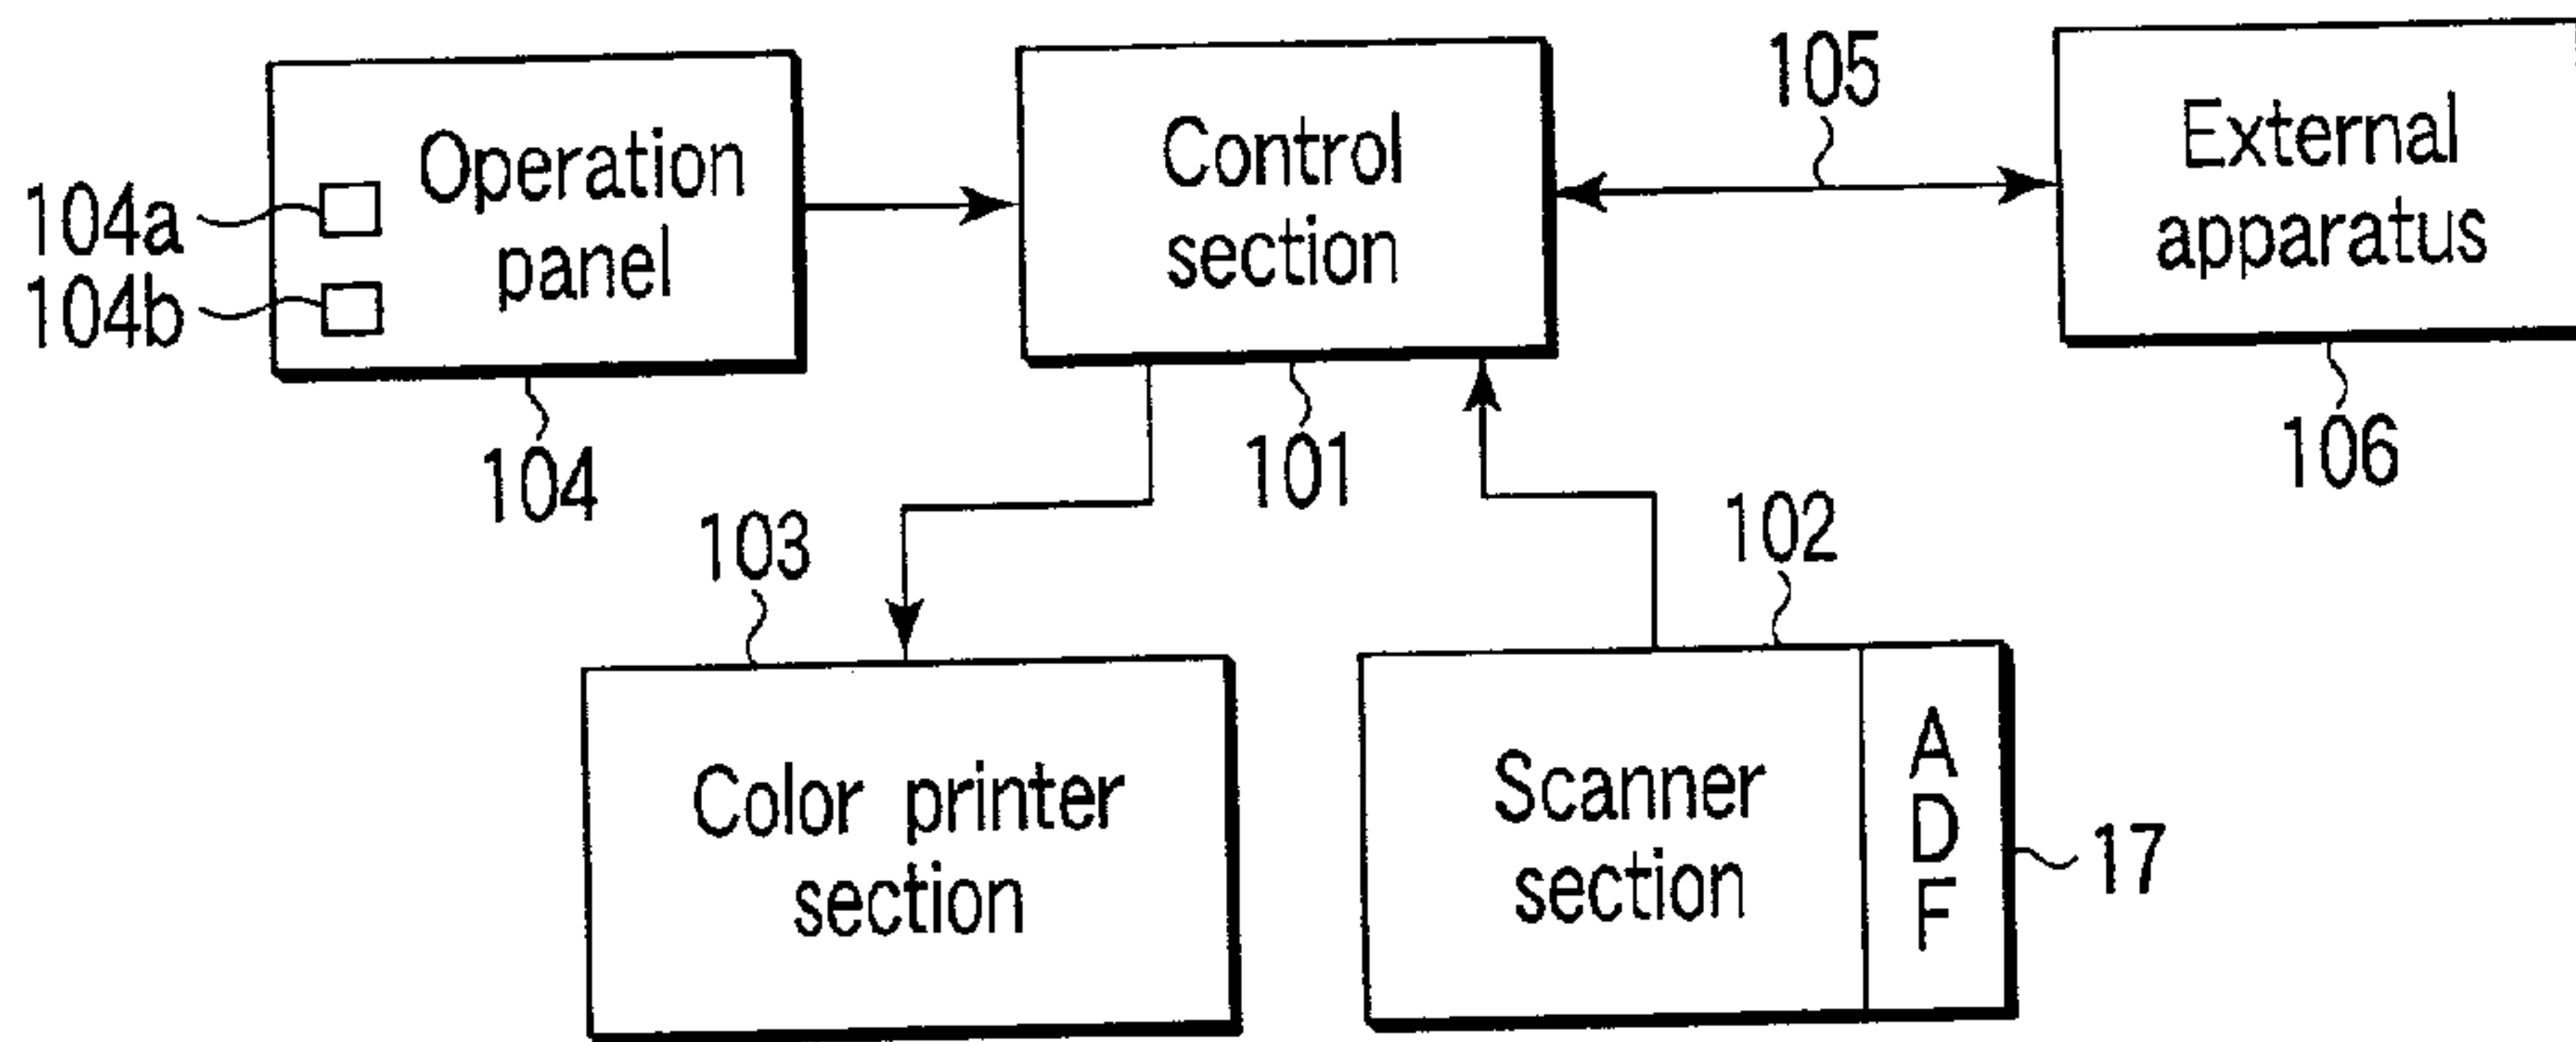 Operation
panel
104a
104b
104
Control
section
101
105
External
apparatus
106
103
Color printer
section
102
Scanner
section
A
D
F
17